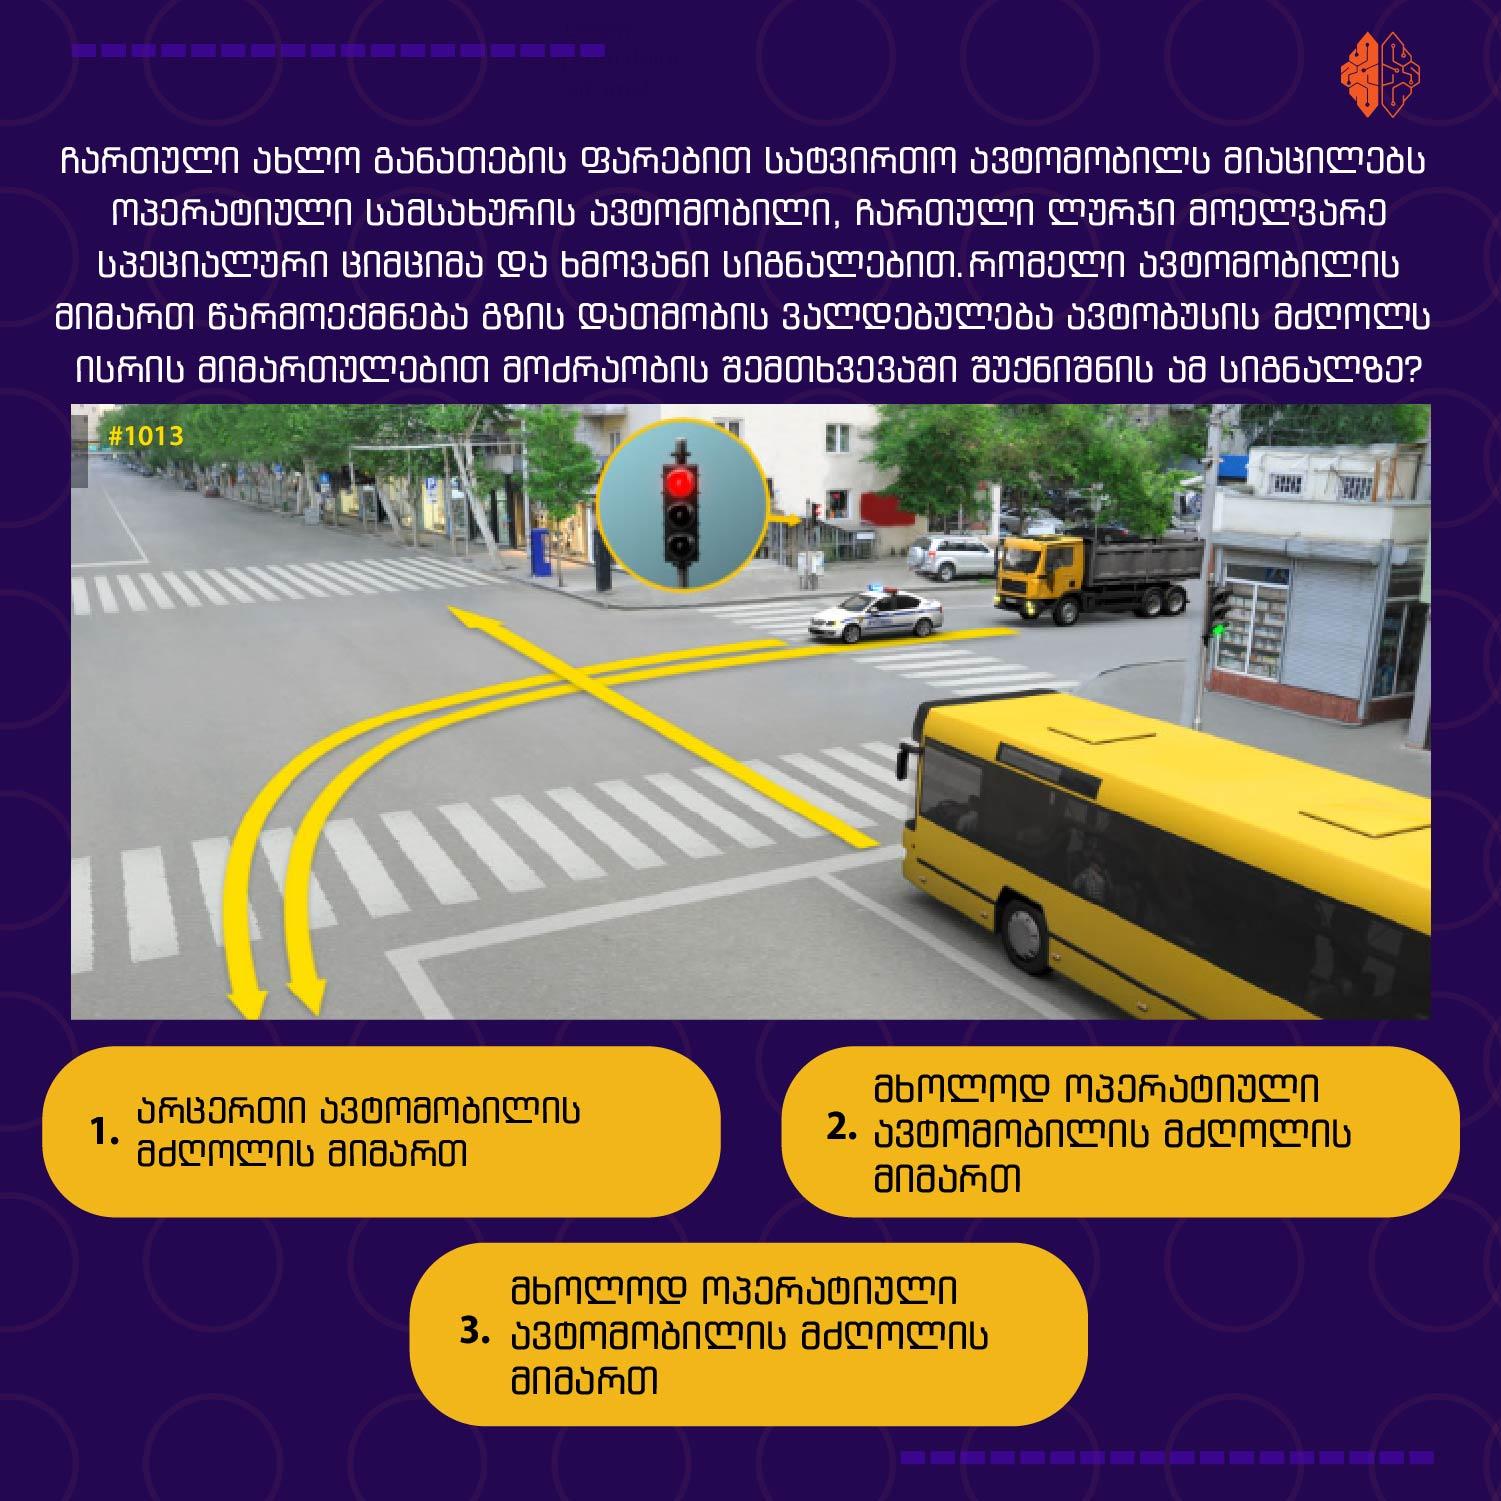 ჩართული ახლო განათების ფარებით სატვირთო ავტომობილს მიაცილებს
ოპერატიული სამსახურის ავტომობილი, ჩართული ლურჯი მოელვარე
სპეციალური ციმციმა და ხმოვანი სიგნალებით. რომელი ავტომობილის
მიმართ წარმოექმნება გზის დათმობის ვალდებულება ავტობუსის მძღოლს
ისრის მიმართულებით მოძრაობის შემთხვევაში შუქნიშნის ამ სიგნალზე?
#1013
1. არცერთი ავტომობილის
მძღოლის მიმართ
2. მხოლოდ ოპერატიული
ავტომობილის მძღოლის
მიმართ
3. მხოლოდ ოპერატიული
ავტომობილის მძღოლის
მიმართ